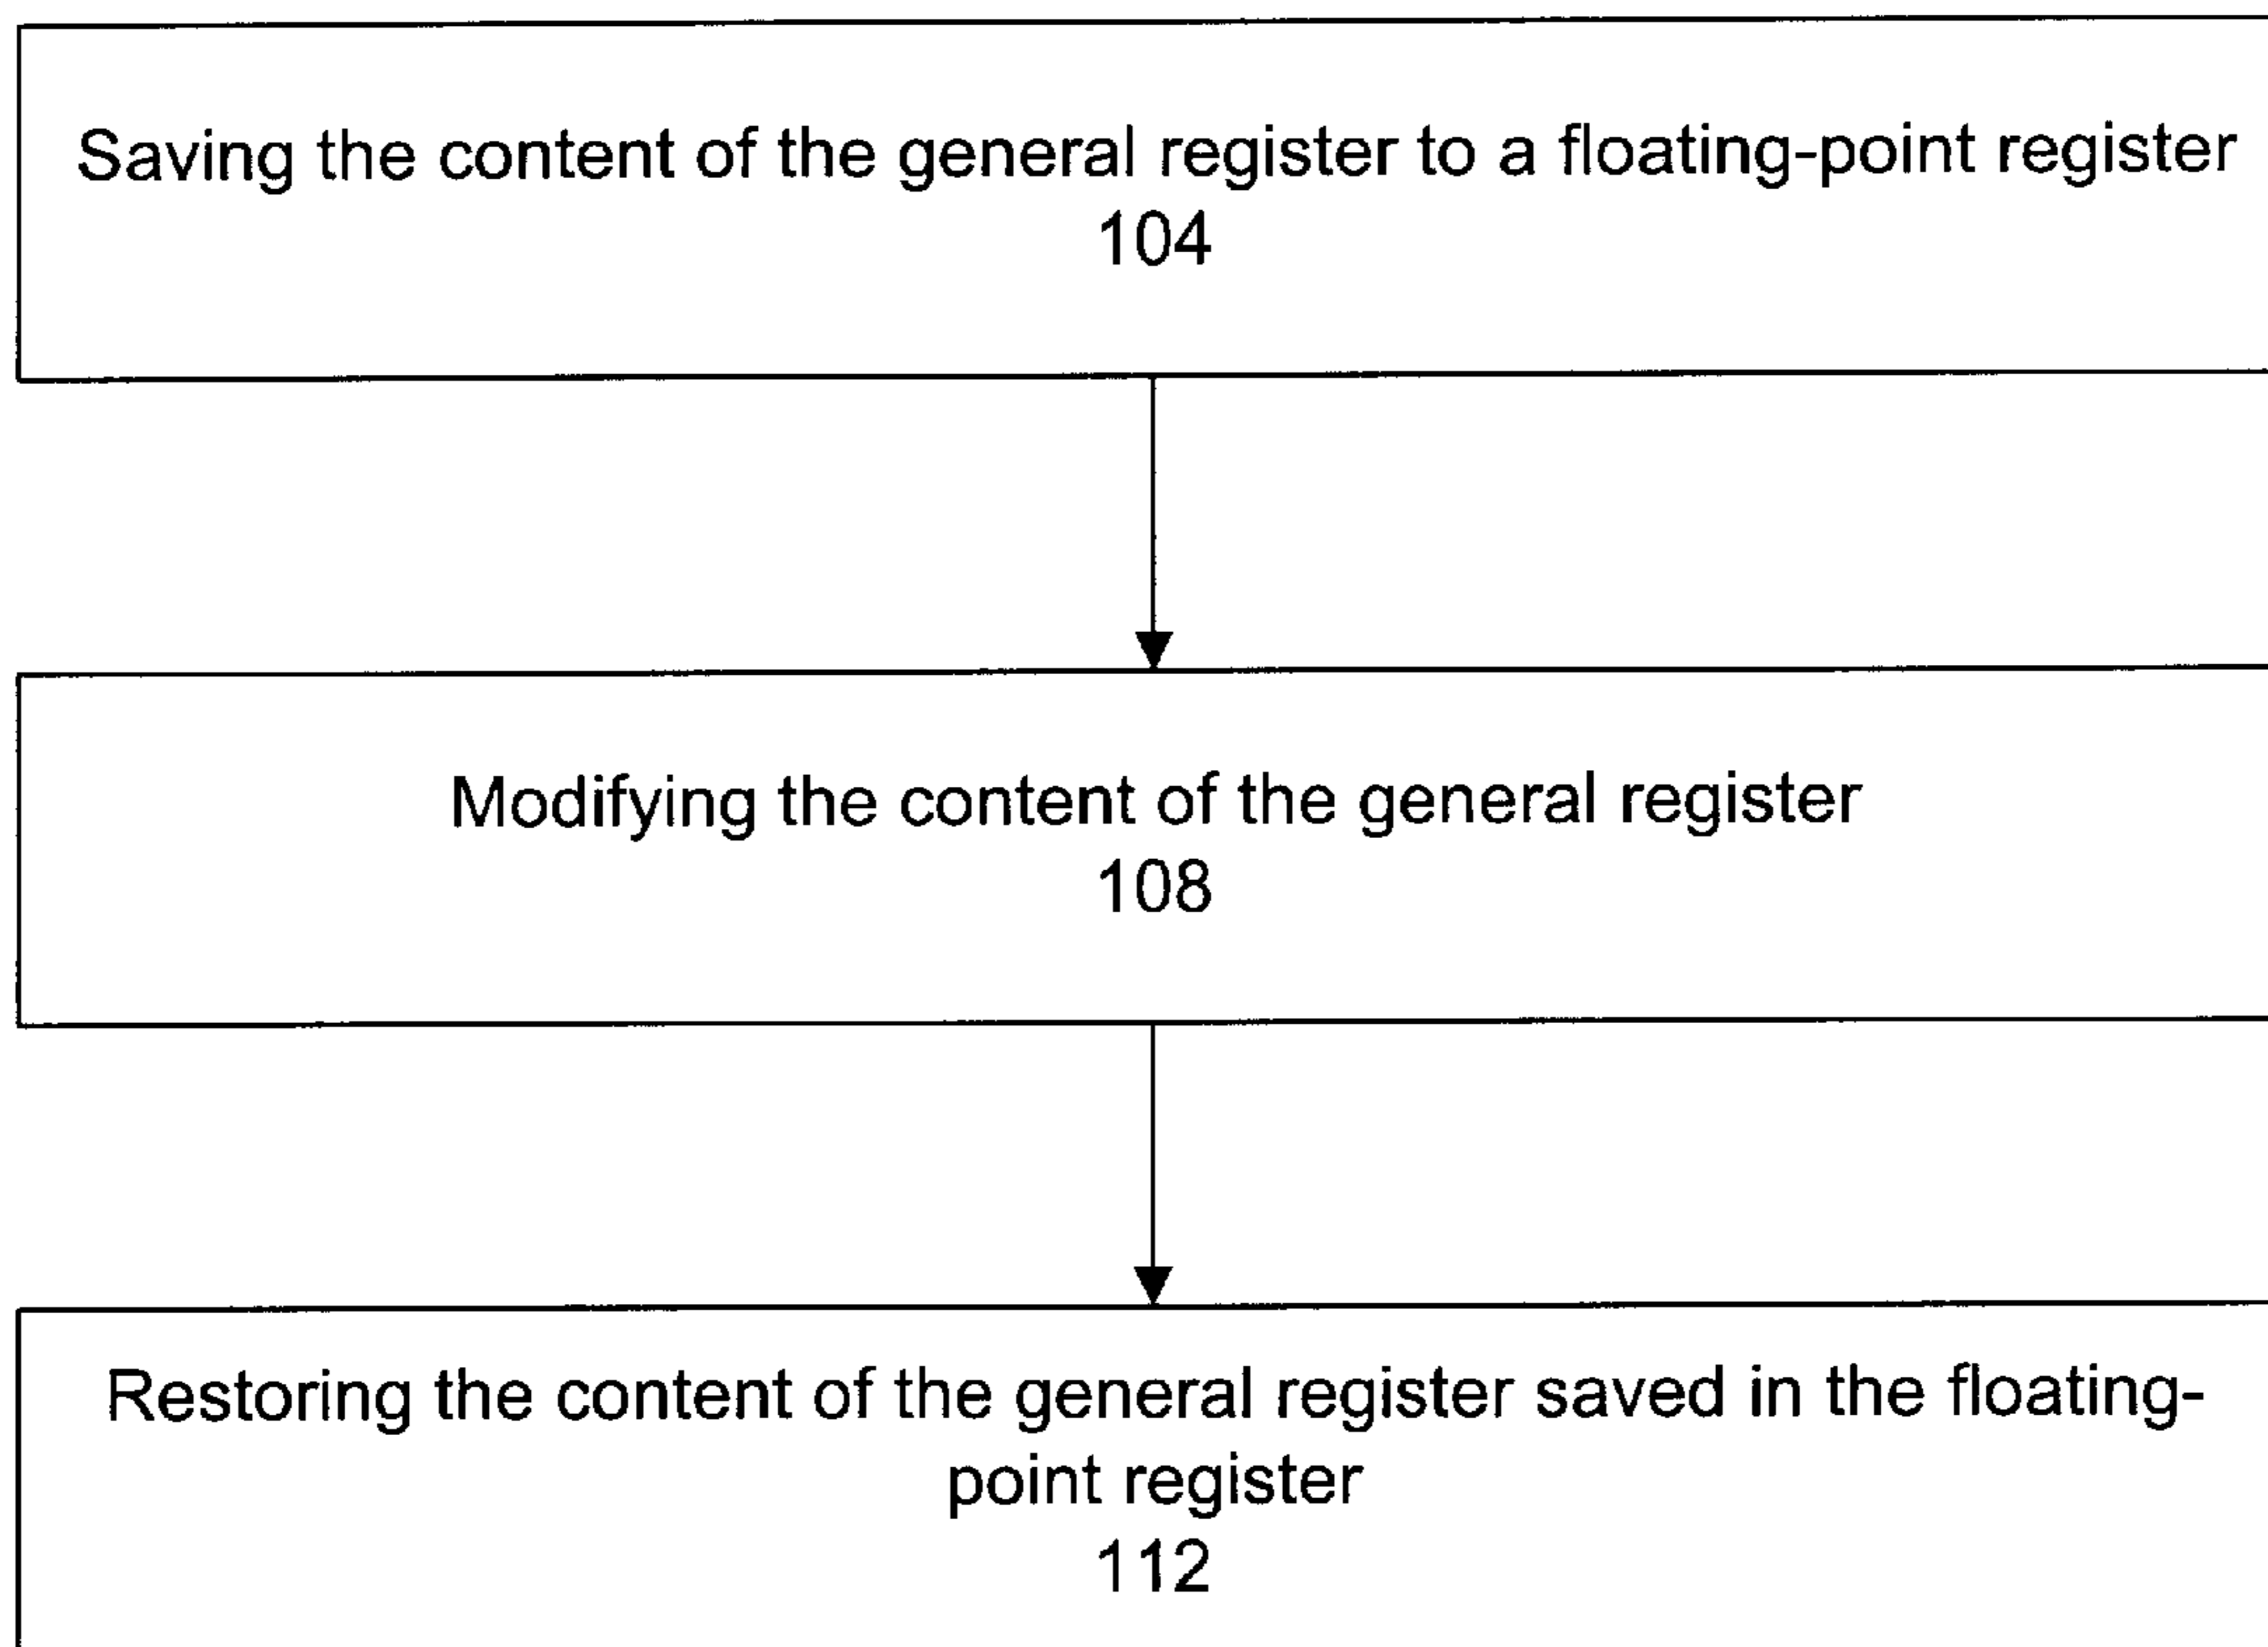 Saving the content of the general register to a floating-point register
104
Modifying the content of the general register
108
Restoring the content of the general register saved in the floating-
point register
112